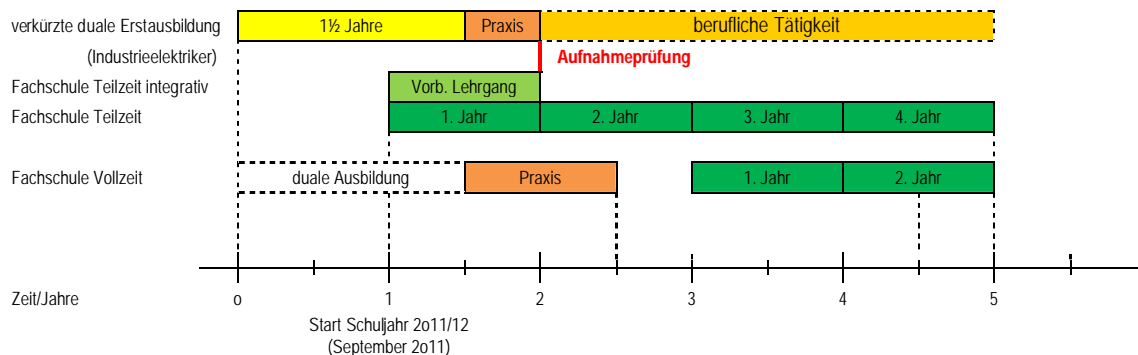 verkürzte duale Erstausbildung 1½ Jahre Praxis berufliche Tätigkeit
(Industrieelektriker) Aufnahmeprüfung
Fachschule Teilzeit integrativ Vorb. Lehrgang
Fachschule Teilzeit 1. Jahr 2. Jahr 3. Jahr 4. Jahr
Fachschule Vollzeit duale Ausbildung Praxis 1. Jahr 2. Jahr
Zeit/Jahre o 1 2 3 4 5
Start Schuljahr 2o11/12
(September 2o11)